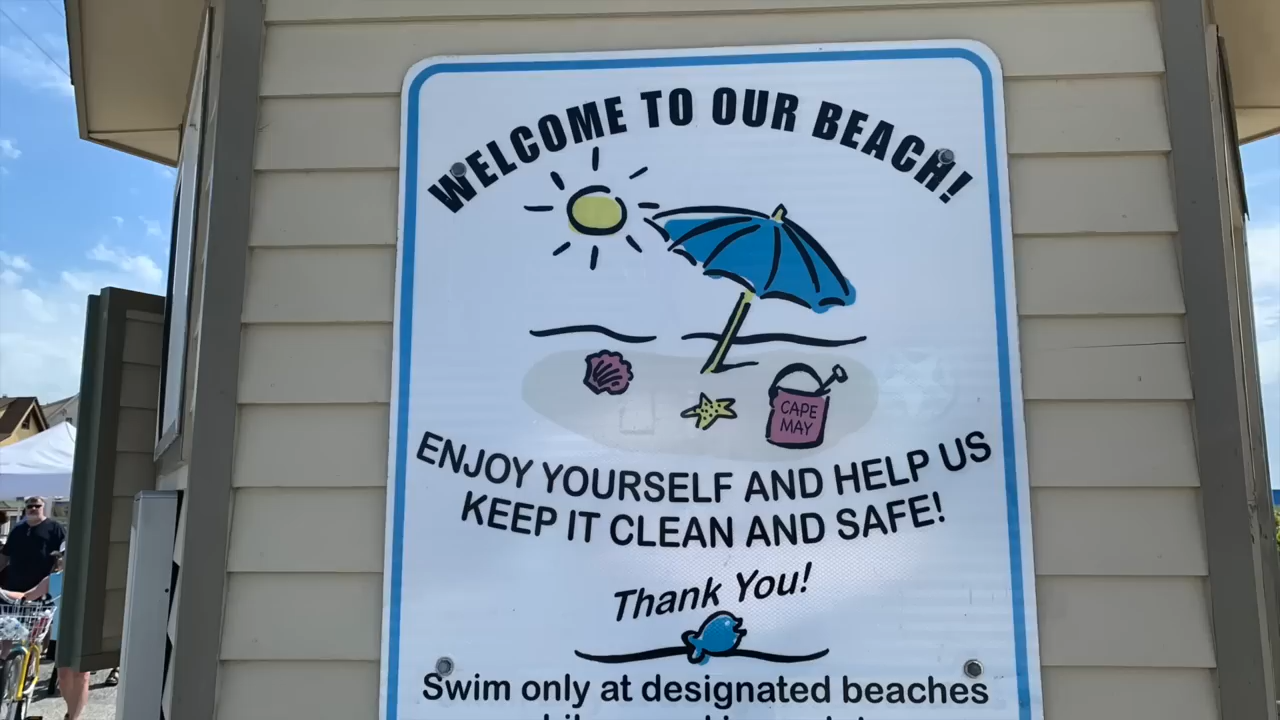 WELCOME TO OUR BEACH!
CAPE
MAY
ENJOY YOURSELF AND HELP US
KEEP IT CLEAN AND SAFE!
Thank You!
Swim only at designated beaches